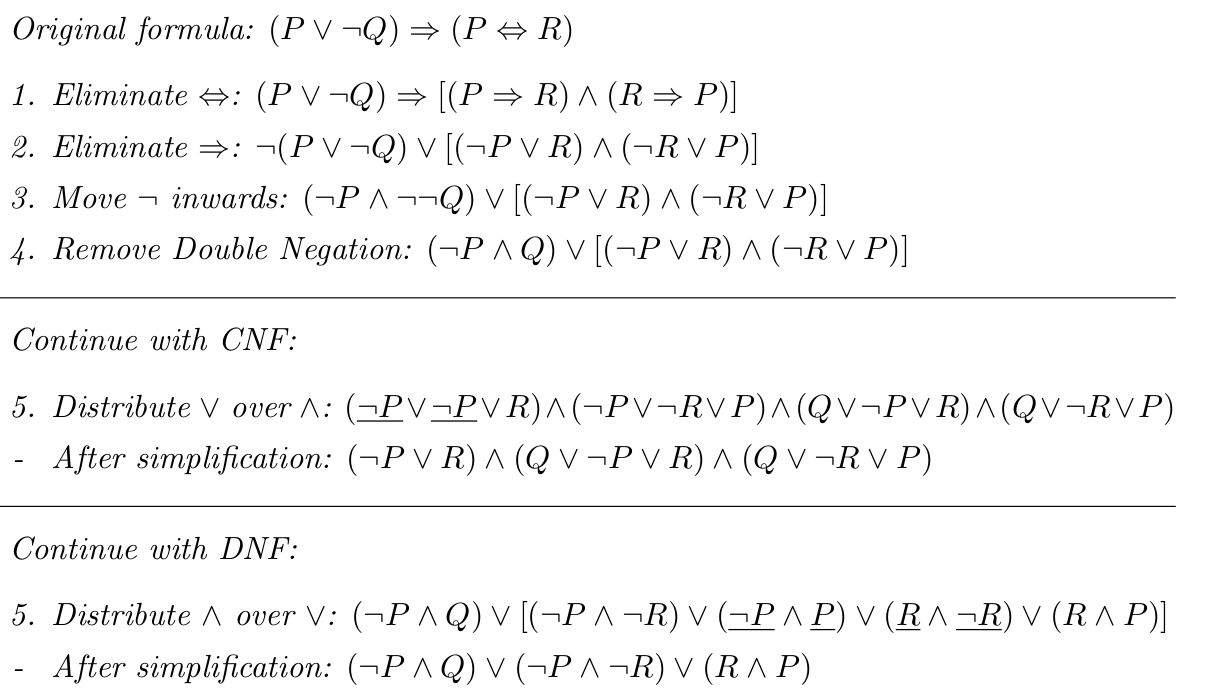 Original formula: (P ∨ ¬Q) ⇒ (P ⇔ R)
1. Eliminate ⇔: (P ∨ ¬Q) ⇒ [(P ⇒ R) ∧ (R ⇒ P)]
2. Eliminate ⇒: ¬(P ∨ ¬Q) ∨ [(¬P ∨ R) ∧ (¬R ∨ P)]
3. Move ¬ inwards: (¬P ∧ ¬¬Q) ∨ [(¬P ∨ R) ∧ (¬R ∨ P)]
4. Remove Double Negation: (¬P ∧ Q) ∨ [(¬P ∨ R) ∧ (¬R ∨ P)]
Continue with CNF:
5. Distribute ∨ over ∧: (¬P∨¬P∨R)∧(¬P∨¬R∨P)∧(Q∨¬P∨R)∧(Q∨¬R∨P)
- After simplification: (¬P ∨ R) ∧ (Q ∨ ¬P ∨ R) ∧ (Q ∨ ¬R ∨ P)
Continue with DNF:
5. Distribute ∧ over ∨: (¬P ∧ Q) ∨ [(¬P ∧ ¬R) ∨ (¬P ∧ P) ∨ (R ∧ ¬R) ∨ (R ∧ P)]
- After simplification: (¬P ∧ Q) ∨ (¬P ∧ ¬R) ∨ (R ∧ P)